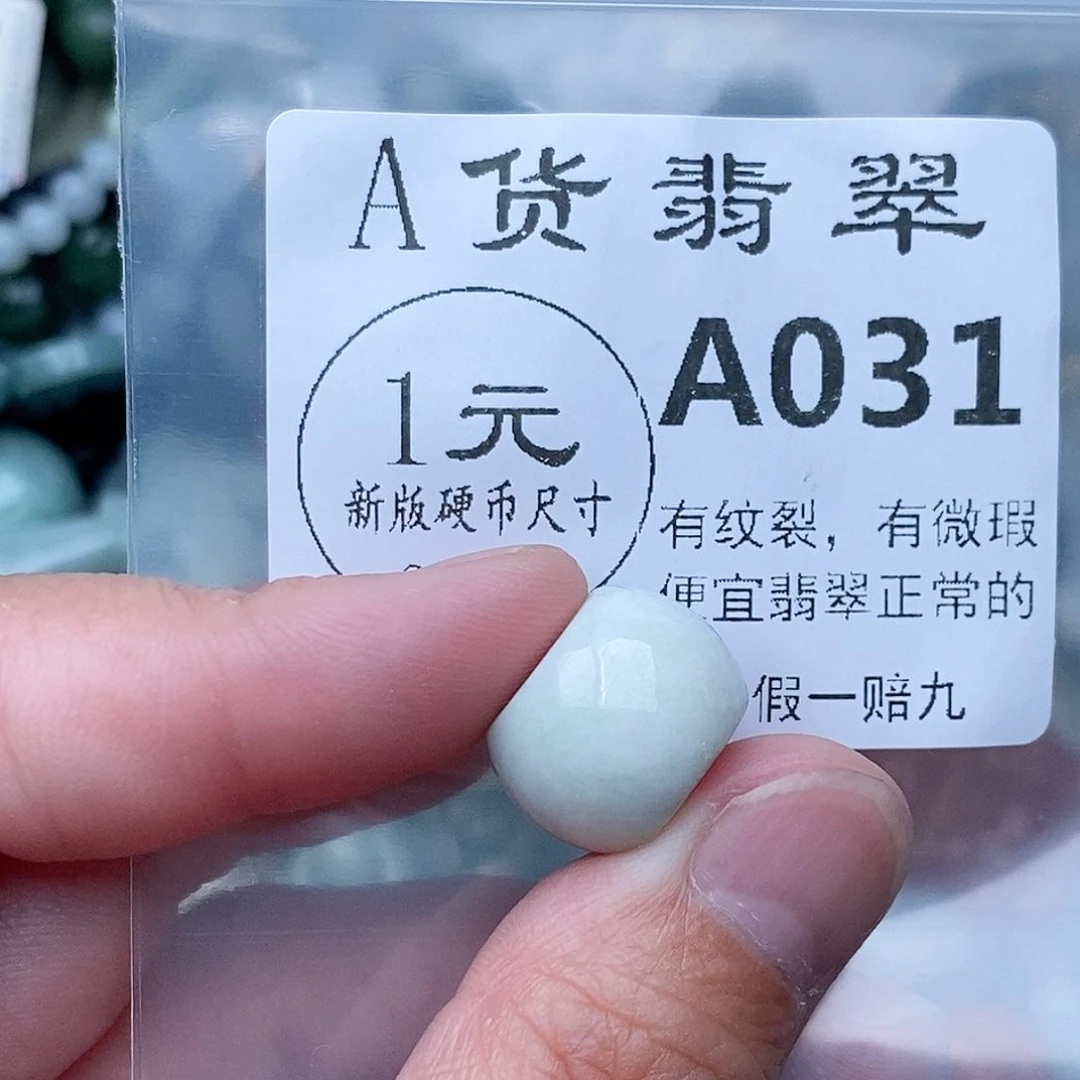 A货翡翠
A031
1元
新版硬币尺寸
有纹裂，有微瑕
便宜翡翠正常的
假一赔九